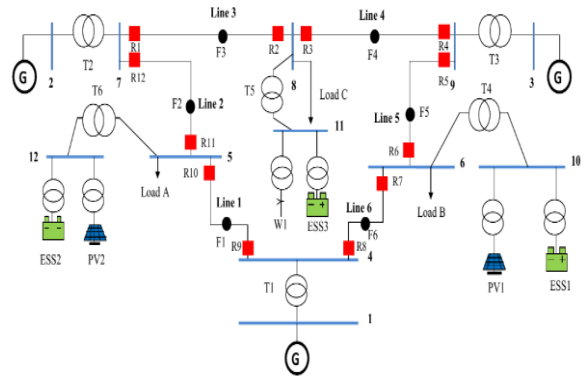 Line 3
Line 4
R1
F3
R2
R3
F4
R4
G
2
T2
7
R12
8
R5
9
T3
3
G
T6
F2
Line 2
T5
Load C
Line 5
F5
T4
R11
11
R6
12
5
6
10
Load A
R10
R7
Load B
ESS2
PV2
Line 1
F1
R9
W1
ESS3
Line 6
F6
R8
4
PV1
ESS1
T1
1
G